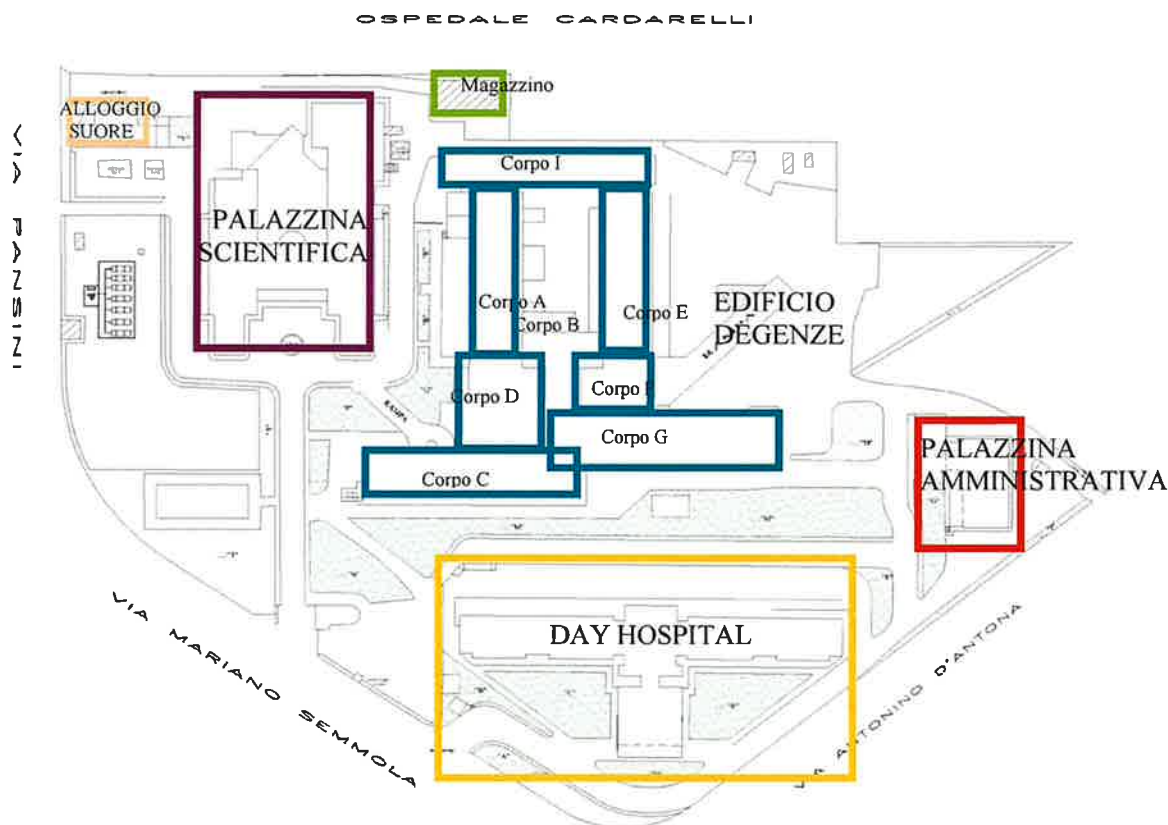 OSPEDALE CARDARELLI
Magazzino
ALLOGGIO
SUORE
VIA PANSINI
Corpo I
PALAZZINA
SCIENTIFICA
Corpo A
Corpo B
Corpo E
EDIFICIO
DEGENZE
Corpo D
Corpo F
RAMPA
Corpo G
Corpo C
PALAZZINA
AMMINISTRATIVA
DAY HOSPITAL
VIA MARIANO SEMMOLA
ANTONINO D'ANTONA